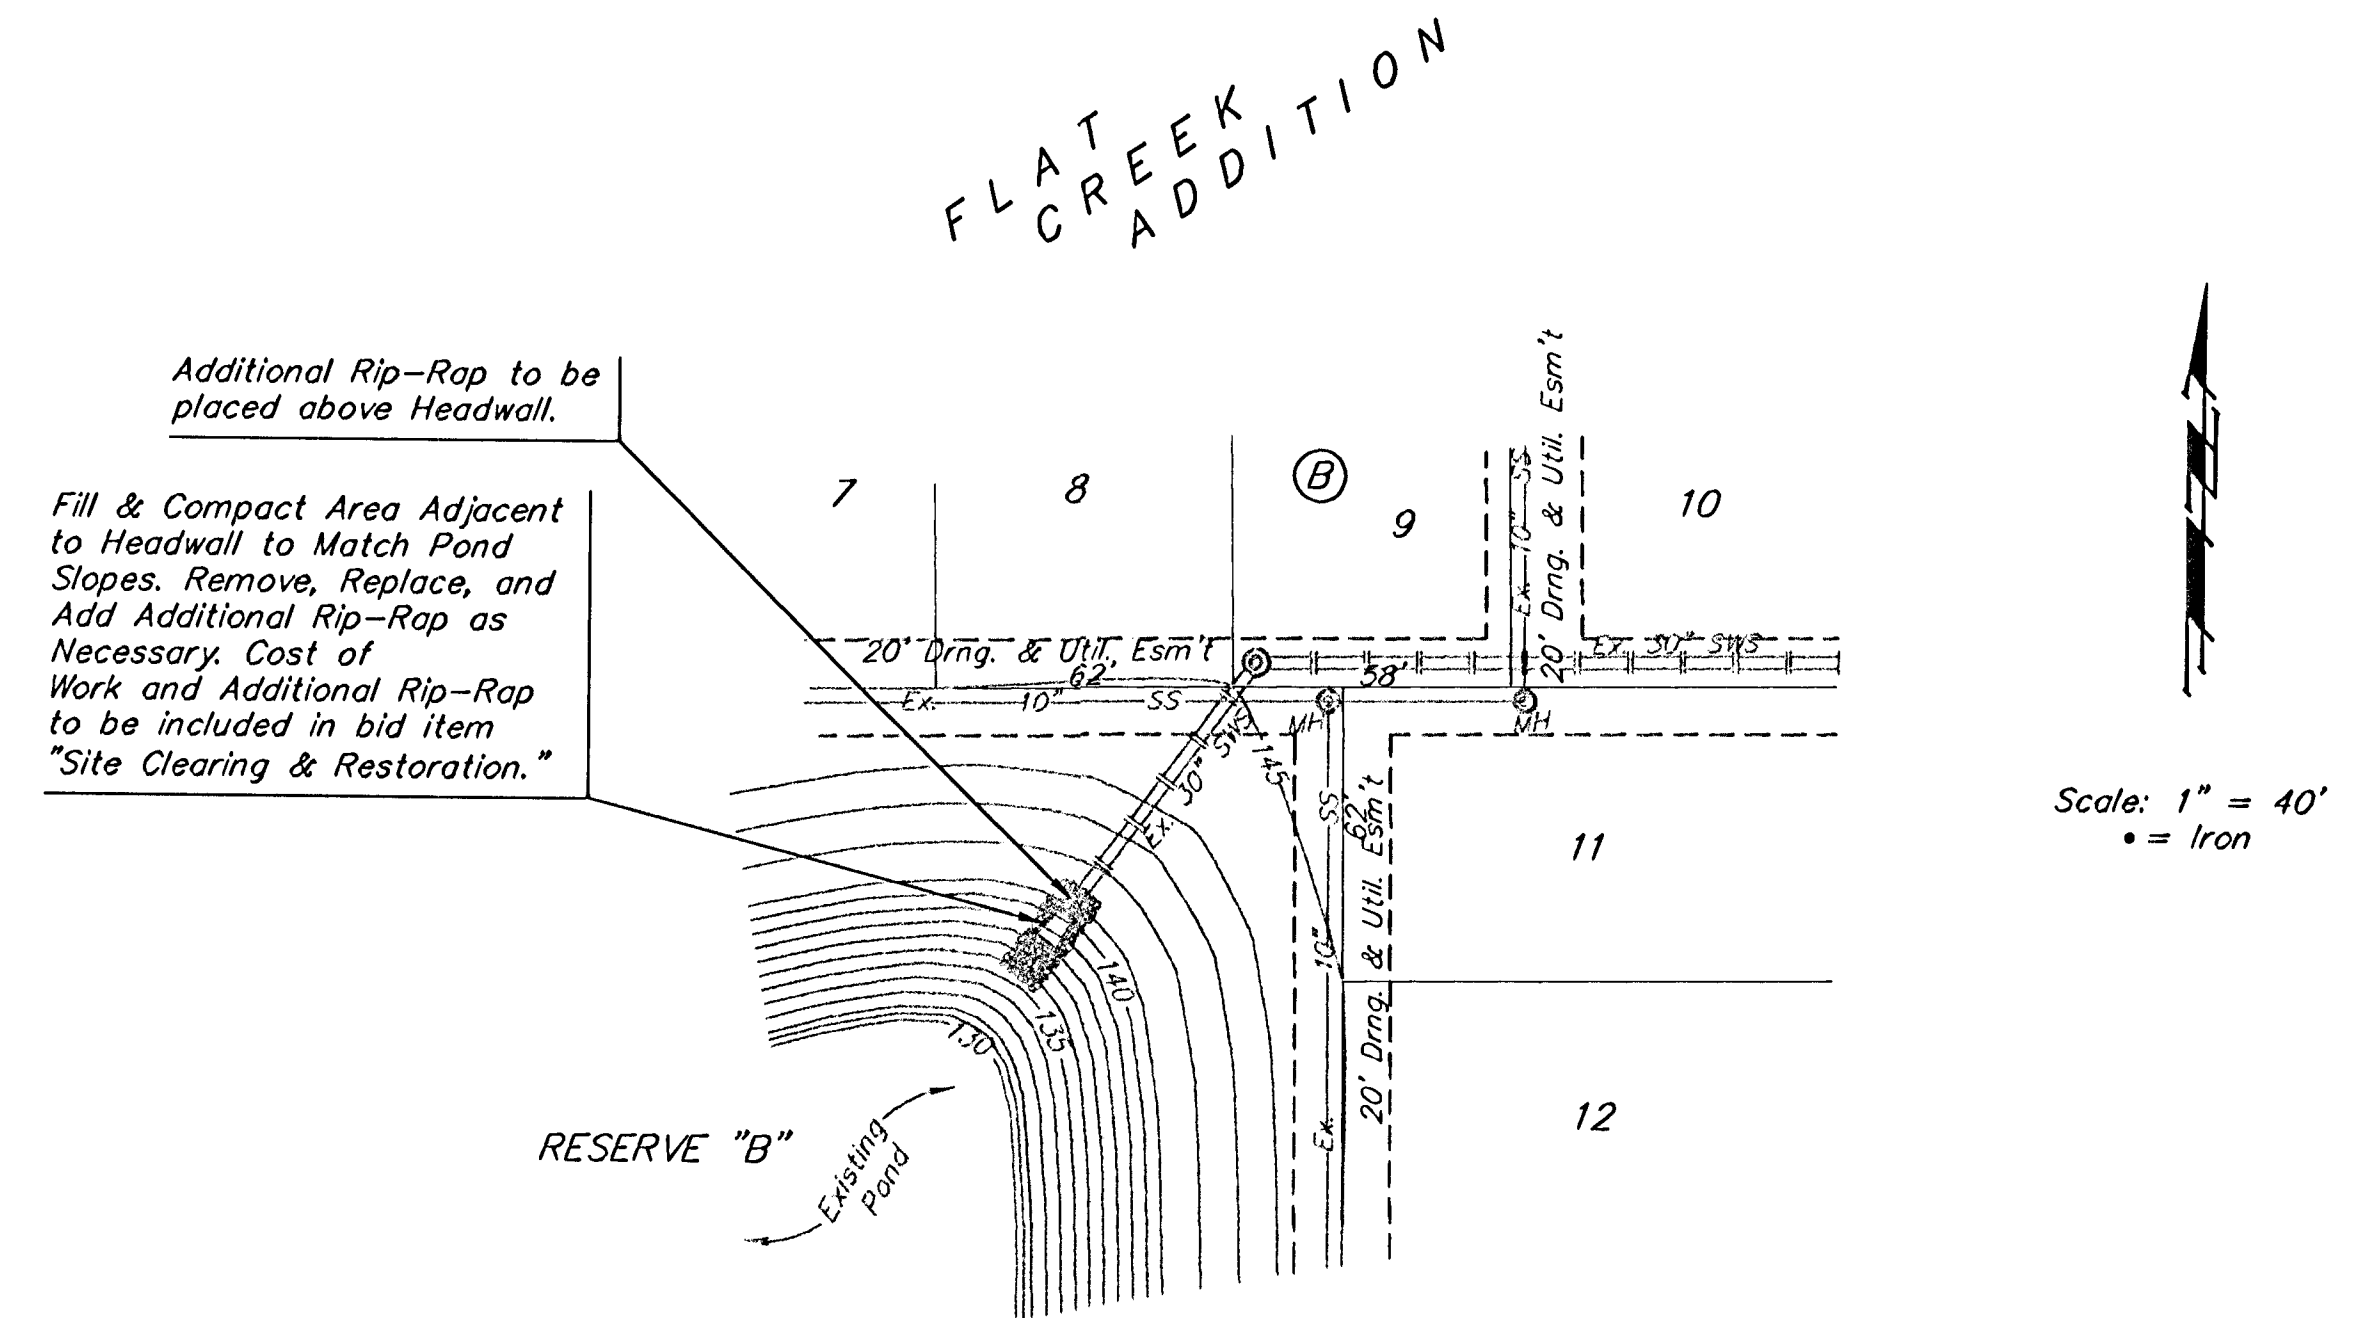 FLAT
CREEK
ADDITION
Additional Rip-Rap to be
placed above Headwall.
Fill & Compact Area Adjacent
to Headwall to Match Pond
Slopes. Remove, Replace, and
Add Additional Rip-Rap as
Necessary. Cost of
Work and Additional Rip-Rap
to be included in bid item
"Site Clearing & Restoration."
7
8
B
9
10
Ex. 10" SS
20' Drng. & Util. Esm't
20' Drng. & Util. Esm't
62'
58'
Ex. 30" SWS
Ex. 10" SS
MH
MH
Ex. 30" SWS
145'
Ex. 10" SS
62'
20' Drng. & Util. Esm't
11
12
140
135
130
RESERVE "B"
Existing
Pond
Scale: 1" = 40'
• = Iron